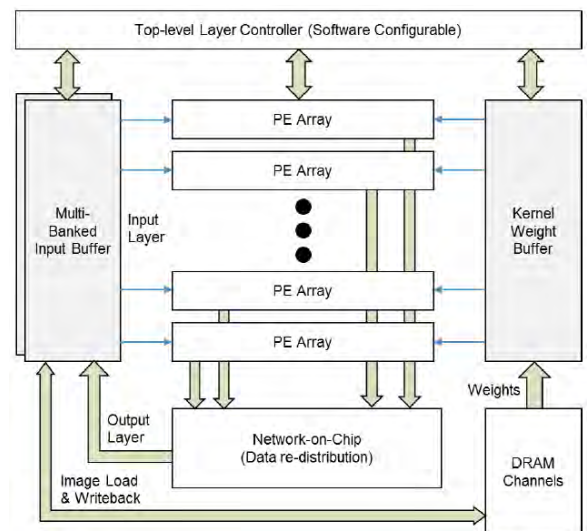 Top-level Layer Controller (Software Configurable)
PE Array
PE Array
Multi-
Banked
Input Buffer
Input
Layer
Kernel
Weight
Buffer
PE Array
PE Array
Weights
Output
Layer
Network-on-Chip
(Data re-distribution)
DRAM
Channels
Image Load
& Writeback